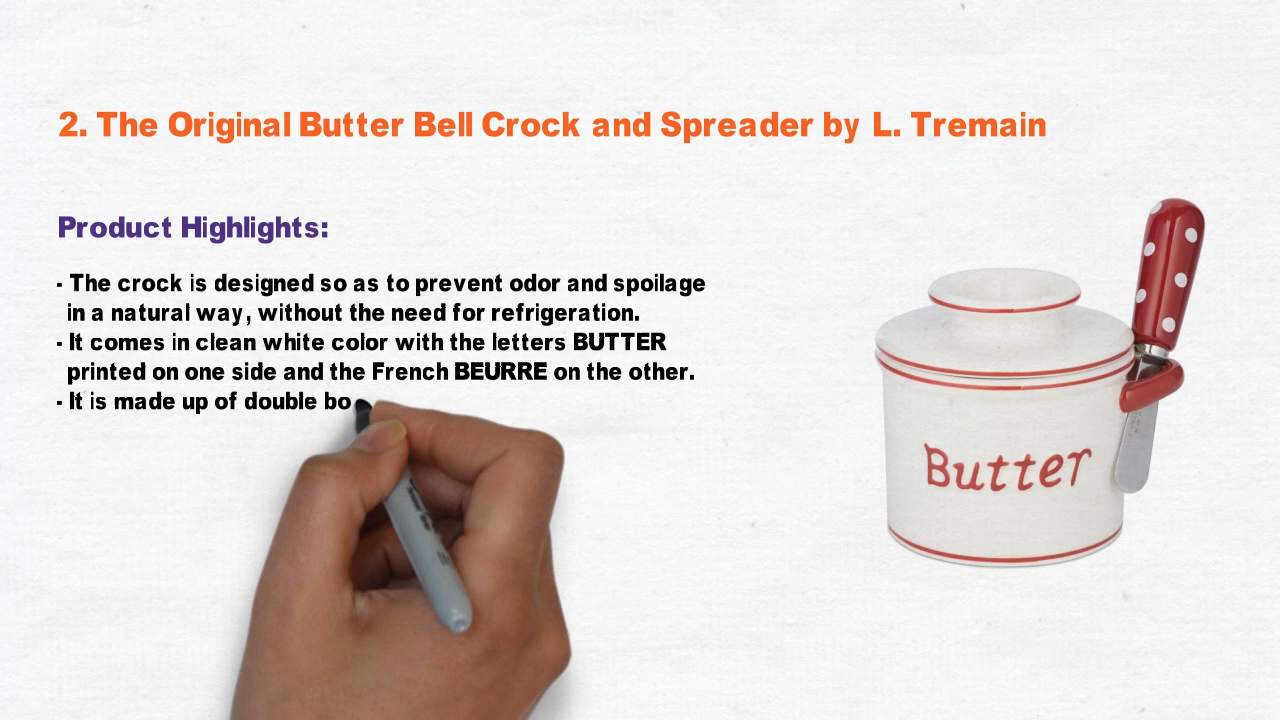 2. The Original Butter Bell Crock and Spreader by L. Tremain
Product Highlights:
- The crock is designed so as to prevent odor and spoilage
in a natural way, without the need for refrigeration.
- It comes in clean white color with the letters BUTTER
printed on one side and the French BEURRE on the other.
- It is made up of double bo
Butter